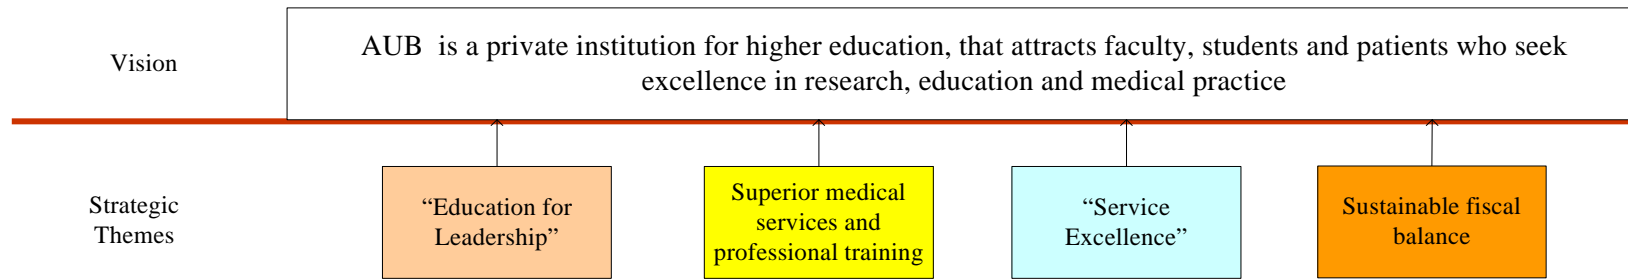 Vision
AUB  is a private institution for higher education, that attracts faculty, students and patients who seek
excellence in research, education and medical practice
Strategic
Themes
“Education for
Leadership”
Superior medical
services and
professional training
“Service
Excellence”
Sustainable fiscal
balance